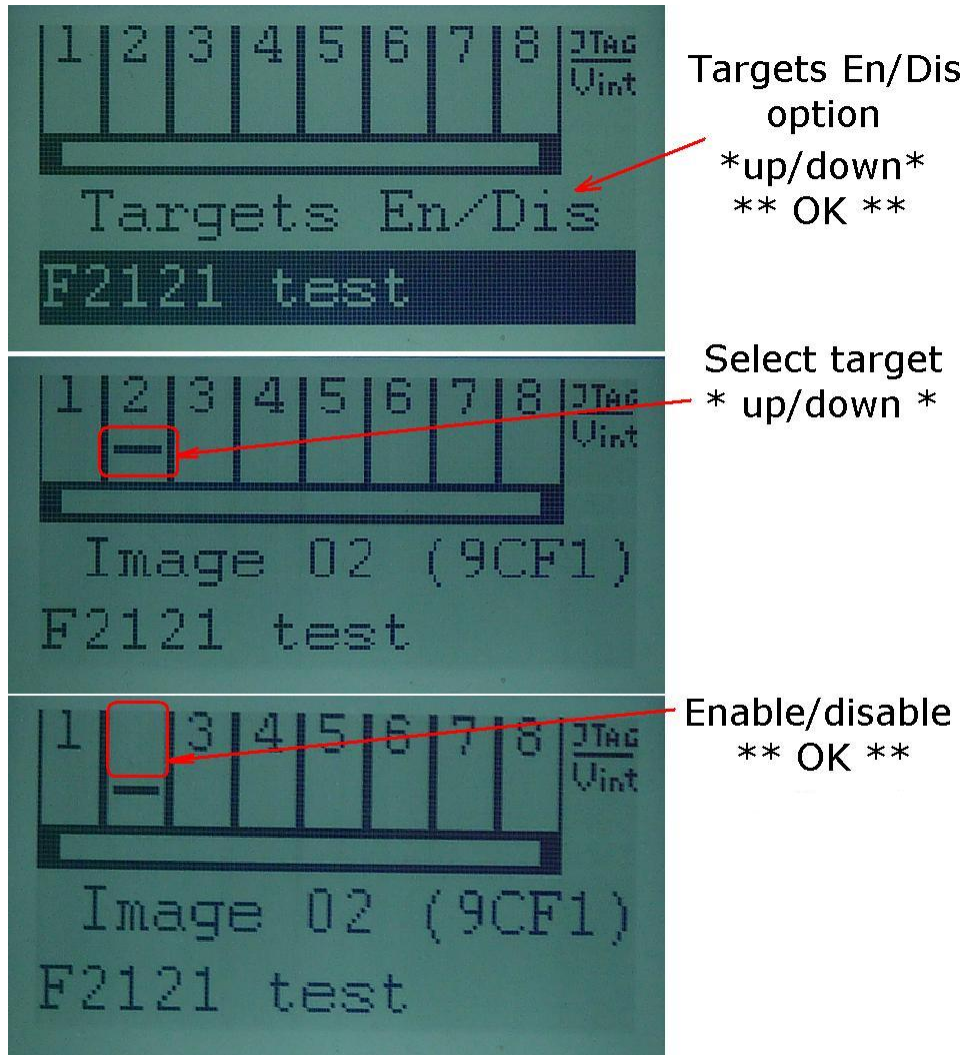 1 2 3 4 5 6 7 8 JTAG
Vint
Targets En/Dis
F2121 test
Targets En/Dis
option
*up/down*
** OK **
1 2 3 4 5 6 7 8 JTAG
Vint
Image 02 (9CF1)
F2121 test
Select target
* up/down *
1 3 4 5 6 7 8 JTAG
Vint
Image 02 (9CF1)
F2121 test
Enable/disable
** OK **